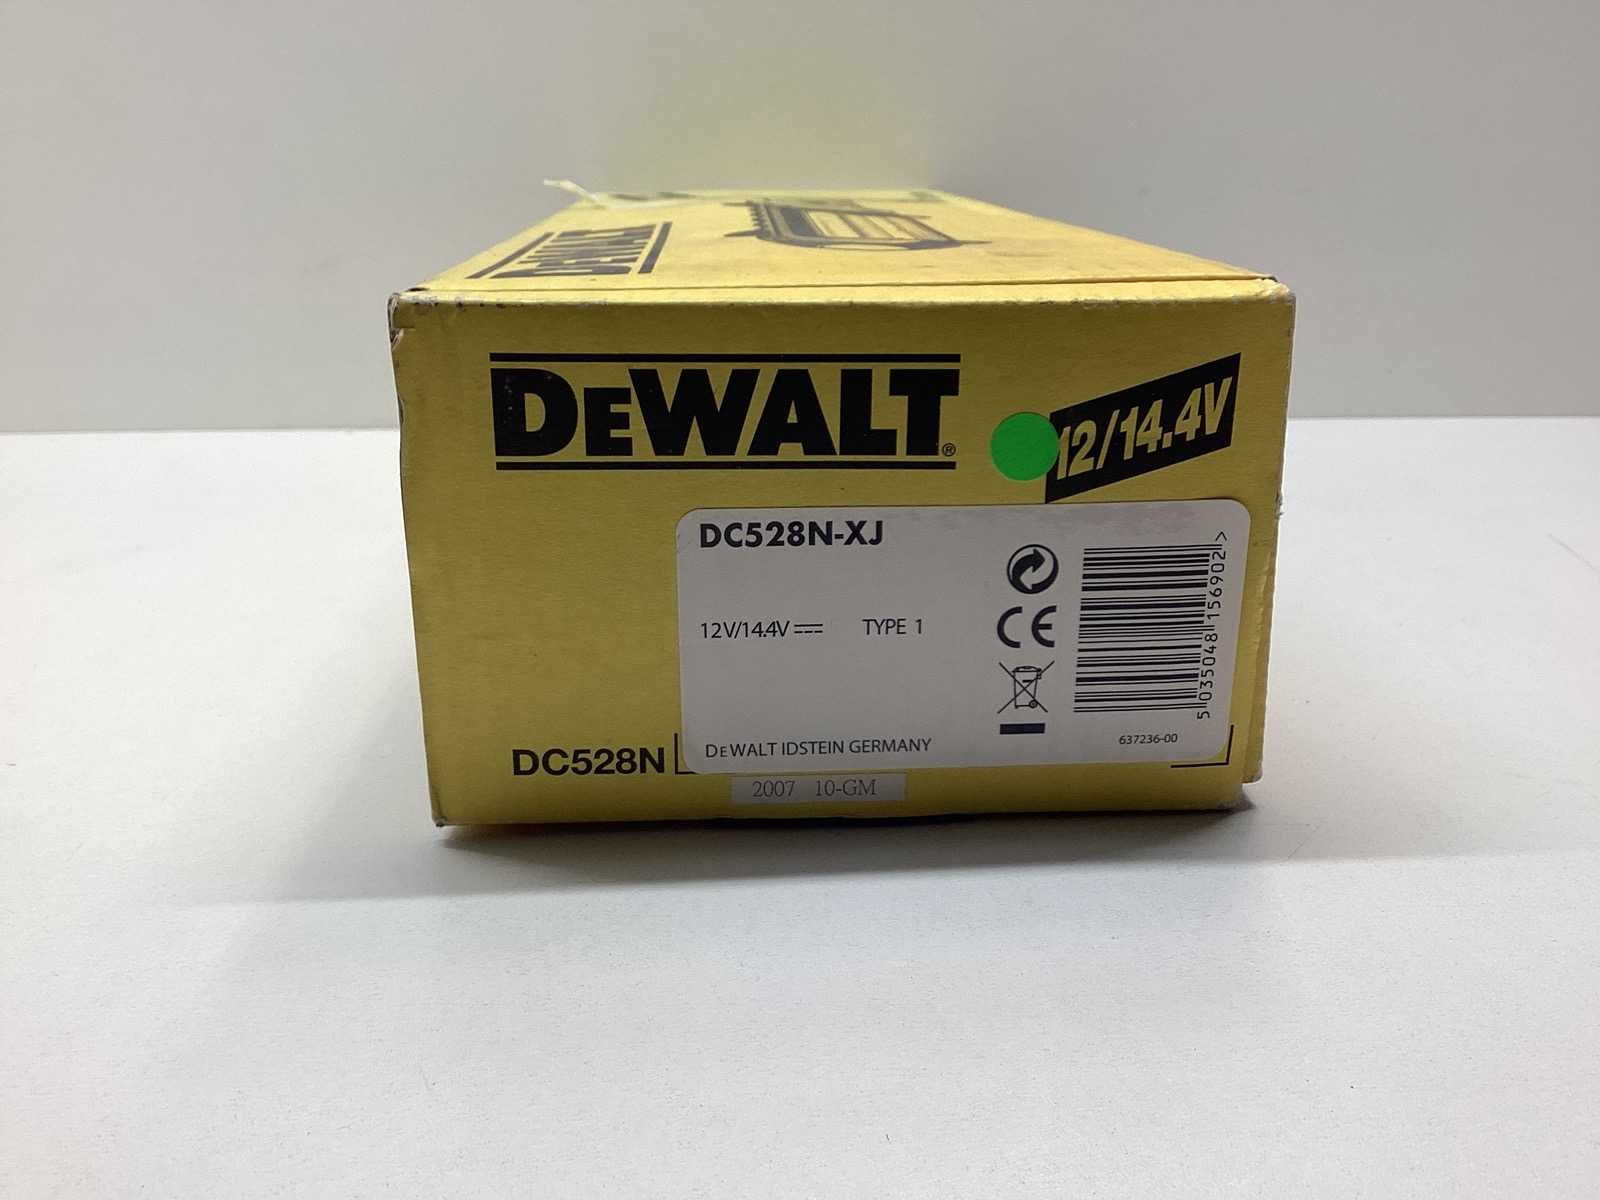 DEWALT
DEWALT®
12/14.4V
DC528N-XJ
12V/14.4V TYPE 1
CE
5 035048 156902 >
DEWALT IDSTEIN GERMANY
637236-00
DC528N
2007 10-GM